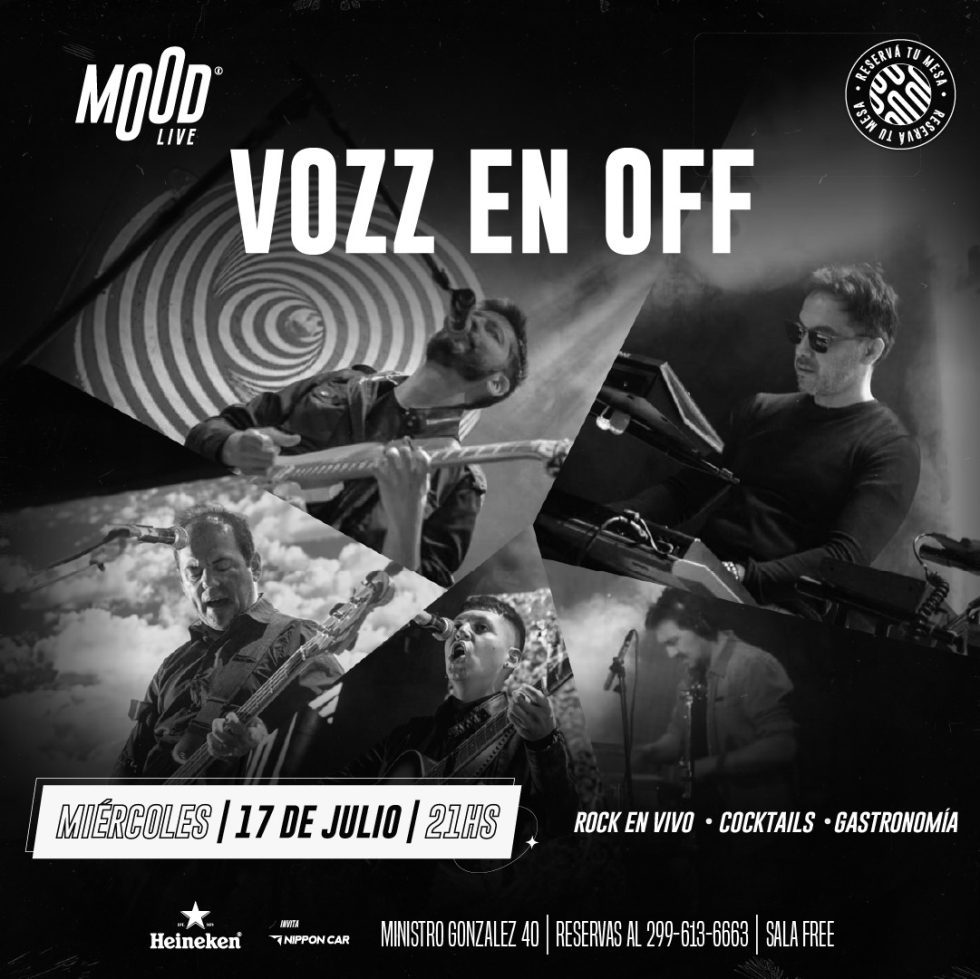 MOOD®
LIVE
• RESERVÁ TU MESA • RESERVÁ TU MESA
VOZZ EN OFF
MIÉRCOLES | 17 DE JULIO | 21HS
ROCK EN VIVO • COCKTAILS • GASTRONOMÍA
Heineken
INVITA
NIPPON CAR
MINISTRO GONZALEZ 40 | RESERVAS AL 299-613-6663 | SALA FREE